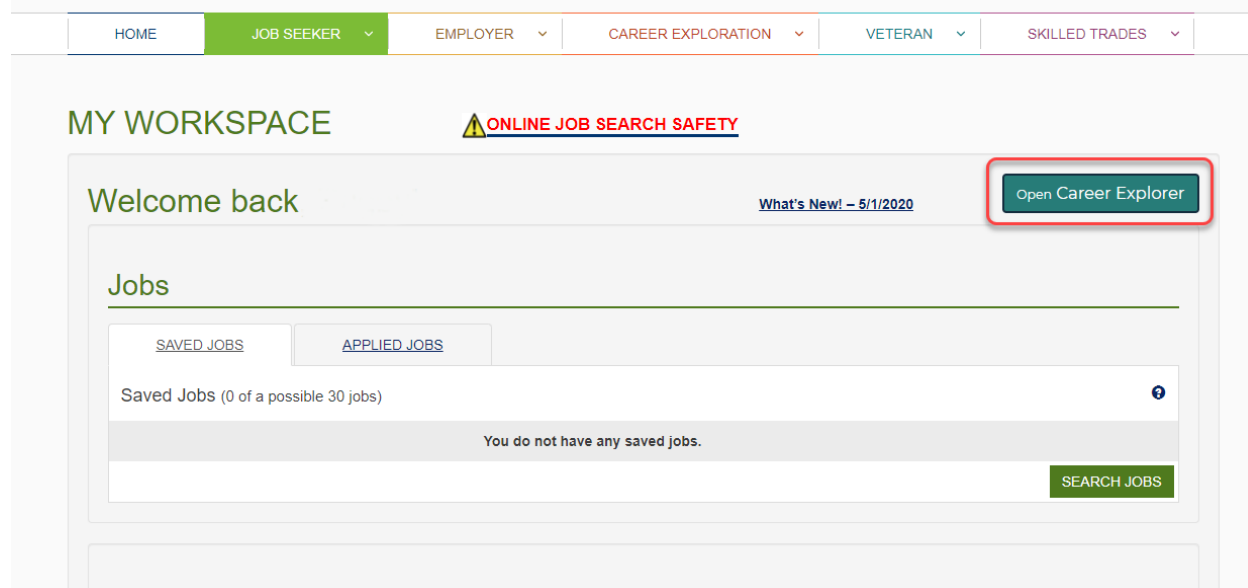 HOME JOB SEEKER EMPLOYER CAREER EXPLORATION VETERAN SKILLED TRADES
MY WORKSPACE ONLINE JOB SEARCH SAFETY
Welcome back What's New! – 5/1/2020 Open Career Explorer
Jobs
SAVED JOBS APPLIED JOBS
Saved Jobs (0 of a possible 30 jobs)
You do not have any saved jobs.
SEARCH JOBS